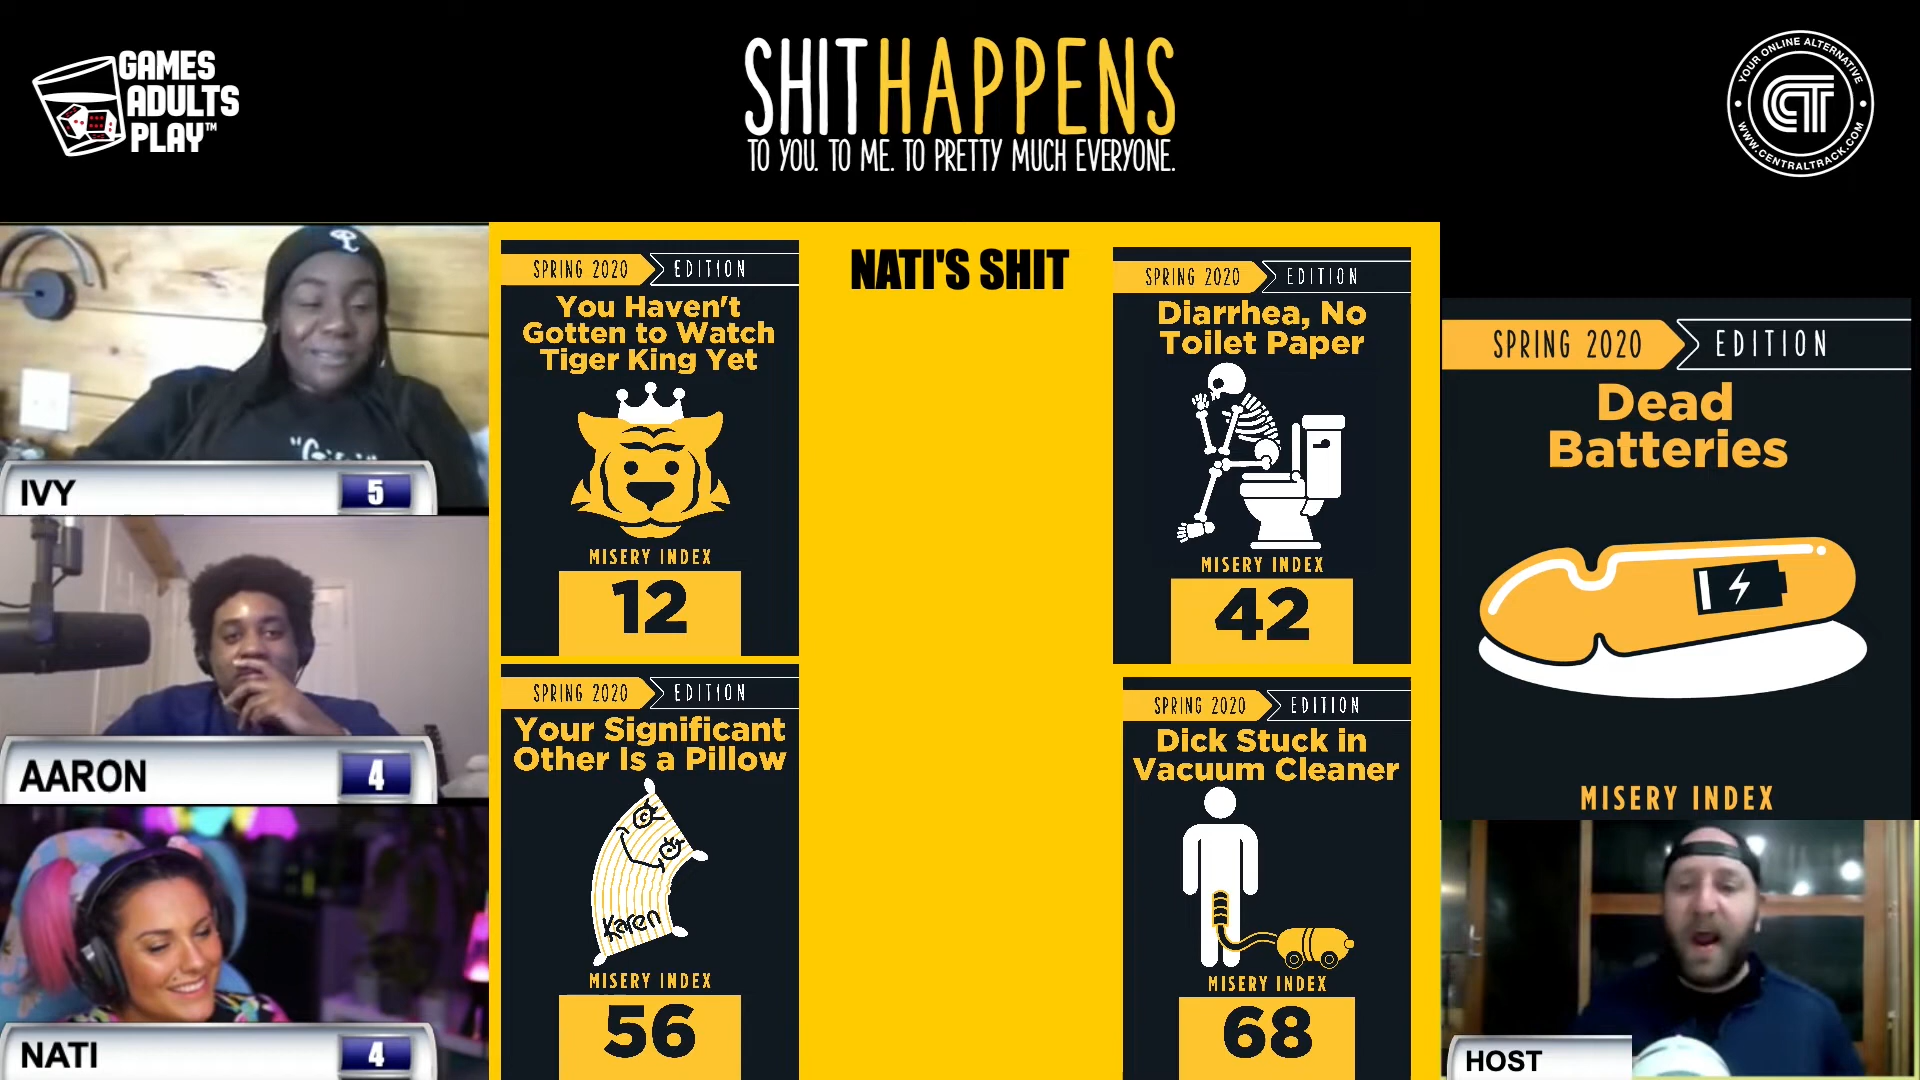 GAMES
ADULTS
PLAY™
SHIT HAPPENS
TO YOU. TO ME. TO PRETTY MUCH EVERYONE.
YOUR ONLINE ALTERNATIVE
CT
WWW.CENTRALTRACK.COM
IVY 5
AARON 4
NATI 4
NATI'S SHIT
SPRING 2020 EDITION
You Haven't
Gotten to Watch
Tiger King Yet
MISERY INDEX
12
SPRING 2020 EDITION
Diarrhea, No
Toilet Paper
MISERY INDEX
42
SPRING 2020 EDITION
Your Significant
Other Is a Pillow
Karen
MISERY INDEX
56
SPRING 2020 EDITION
Dick Stuck in
Vacuum Cleaner
MISERY INDEX
68
SPRING 2020 EDITION
Dead
Batteries
MISERY INDEX
HOST